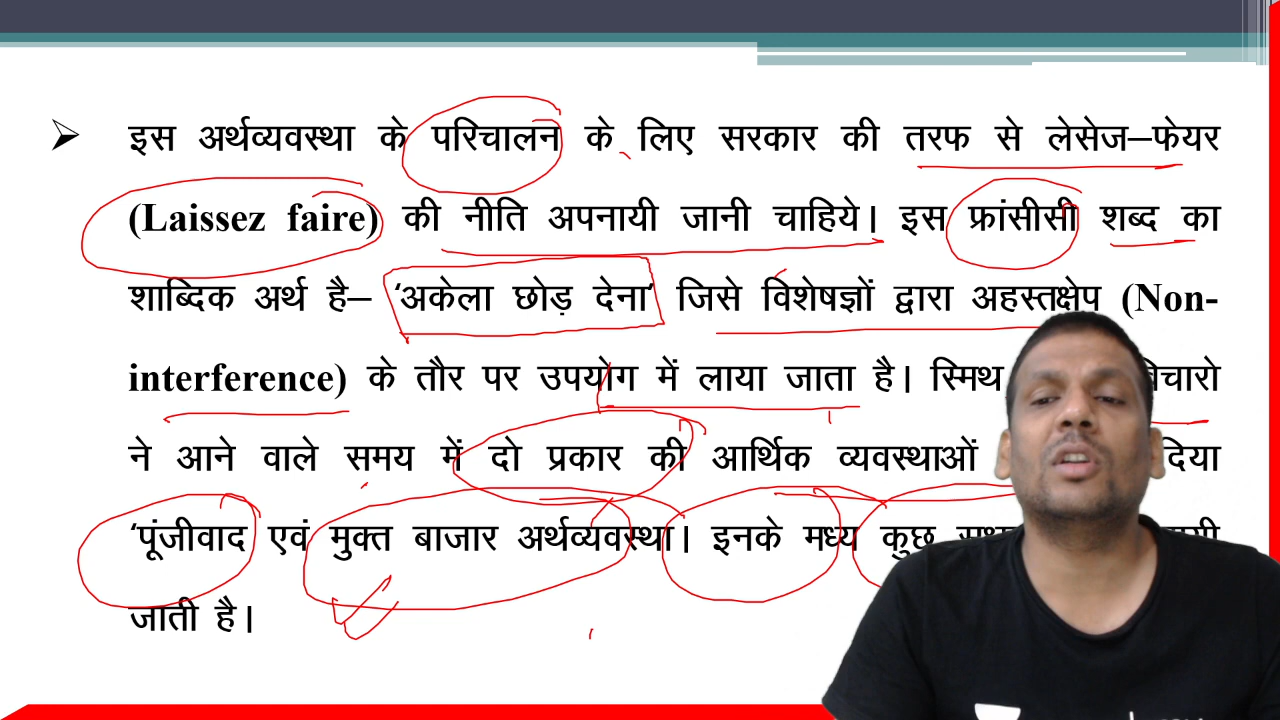 इस अर्थव्यवस्था के परिचालन के लिए सरकार की तरफ से लेसेज–फेयर
(Laissez faire) की नीति अपनायी जानी चाहिये। इस फ्रांसीसी शब्द का
शाब्दिक अर्थ है– 'अकेला छोड़ देना' जिसे विशेषज्ञों द्वारा अहस्तक्षेप (Non-
interference) के तौर पर उपयोग में लाया जाता है। स्मिथ विचारो
ने आने वाले समय में दो प्रकार की आर्थिक व्यवस्थाओं दिया
'पूंजीवाद एवं मुक्त बाजार अर्थव्यवस्था। इनके मध्य कुछ
जाती है।